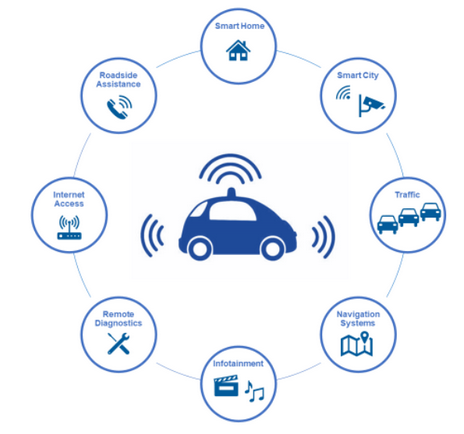 Smart Home
Smart City
Traffic
Navigation
Systems
Infotainment
Remote
Diagnostics
Internet
Access
Roadside
Assistance